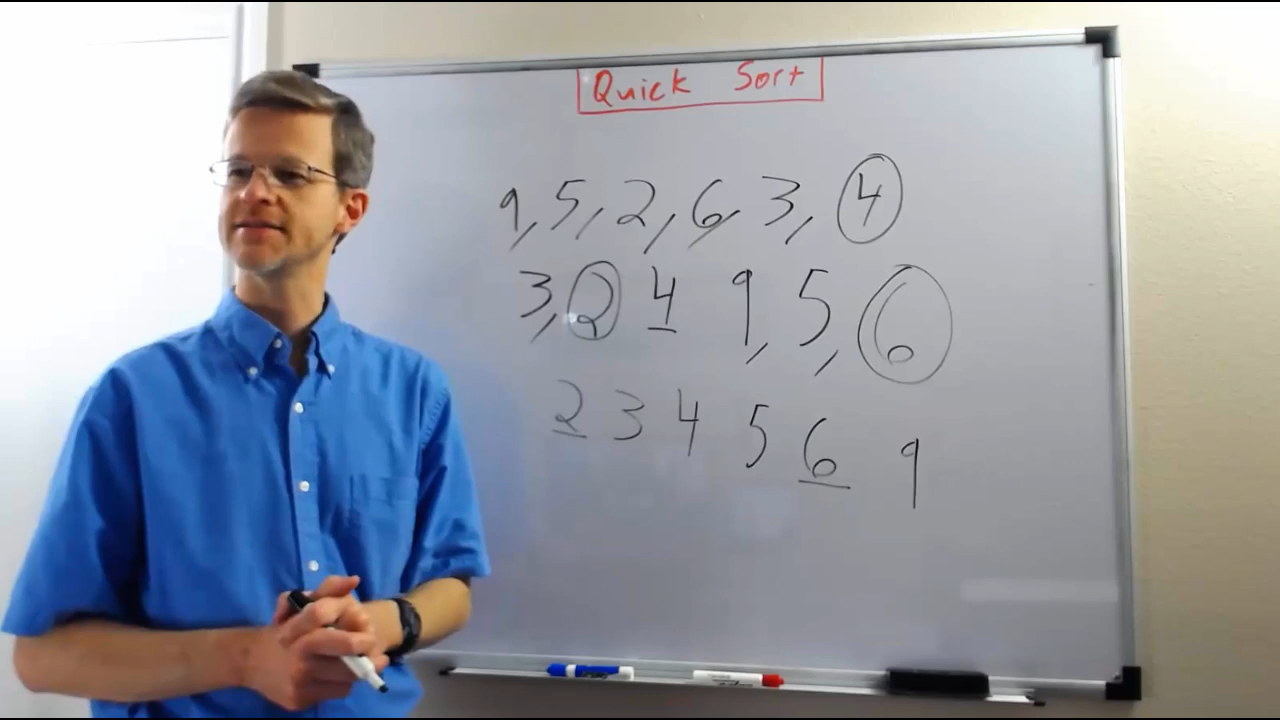 Quick Sort
9, 5, 2, 6, 3, 4
3, 2 4 9, 5, 6
2 3 4 5 6 9